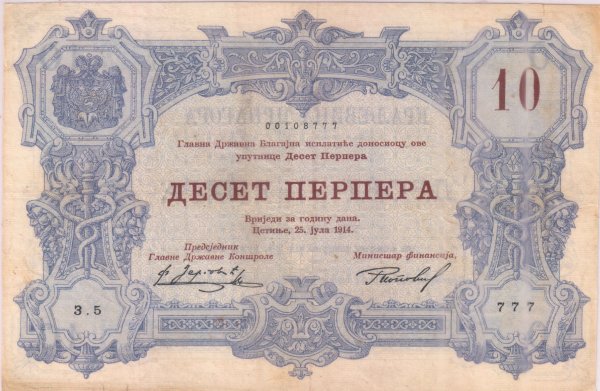 10
00108777
Главна Државна Благајна исплатиће доносиоцу ове
упутнице Десет Перпера
ДЕСЕТ ПЕРПЕРА
Вриједи за годину дана.
Цетиње, 25. јула 1914.
Предсједник
Главне Државне Контроле
Министар финансија,
3.5
777